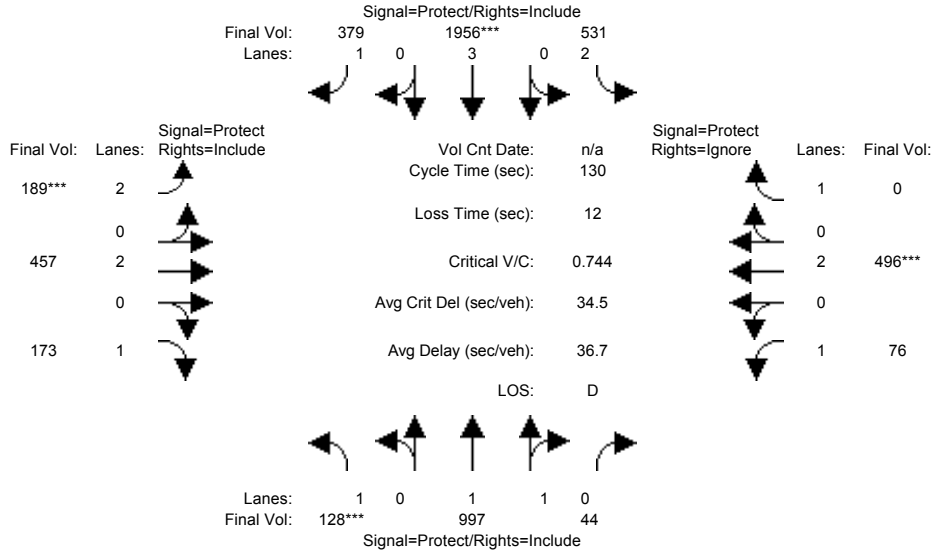 Signal=Protect/Rights=Include
Final Vol: 379 1956*** 531
Lanes: 1 0 3 0 2
Signal=Protect Signal=Protect
Final Vol: Lanes: Rights=Include Vol Cnt Date: n/a Rights=Ignore Lanes: Final Vol:
Cycle Time (sec): 130
189*** 2 1 0
Loss Time (sec): 12
0 0
457 2 Critical V/C: 0.744 2 496***
0 Avg Crit Del (sec/veh): 34.5 0
173 1 Avg Delay (sec/veh): 36.7 1 76
LOS: D
Lanes: 1 0 1 1 0
Final Vol: 128*** 997 44
Signal=Protect/Rights=Include